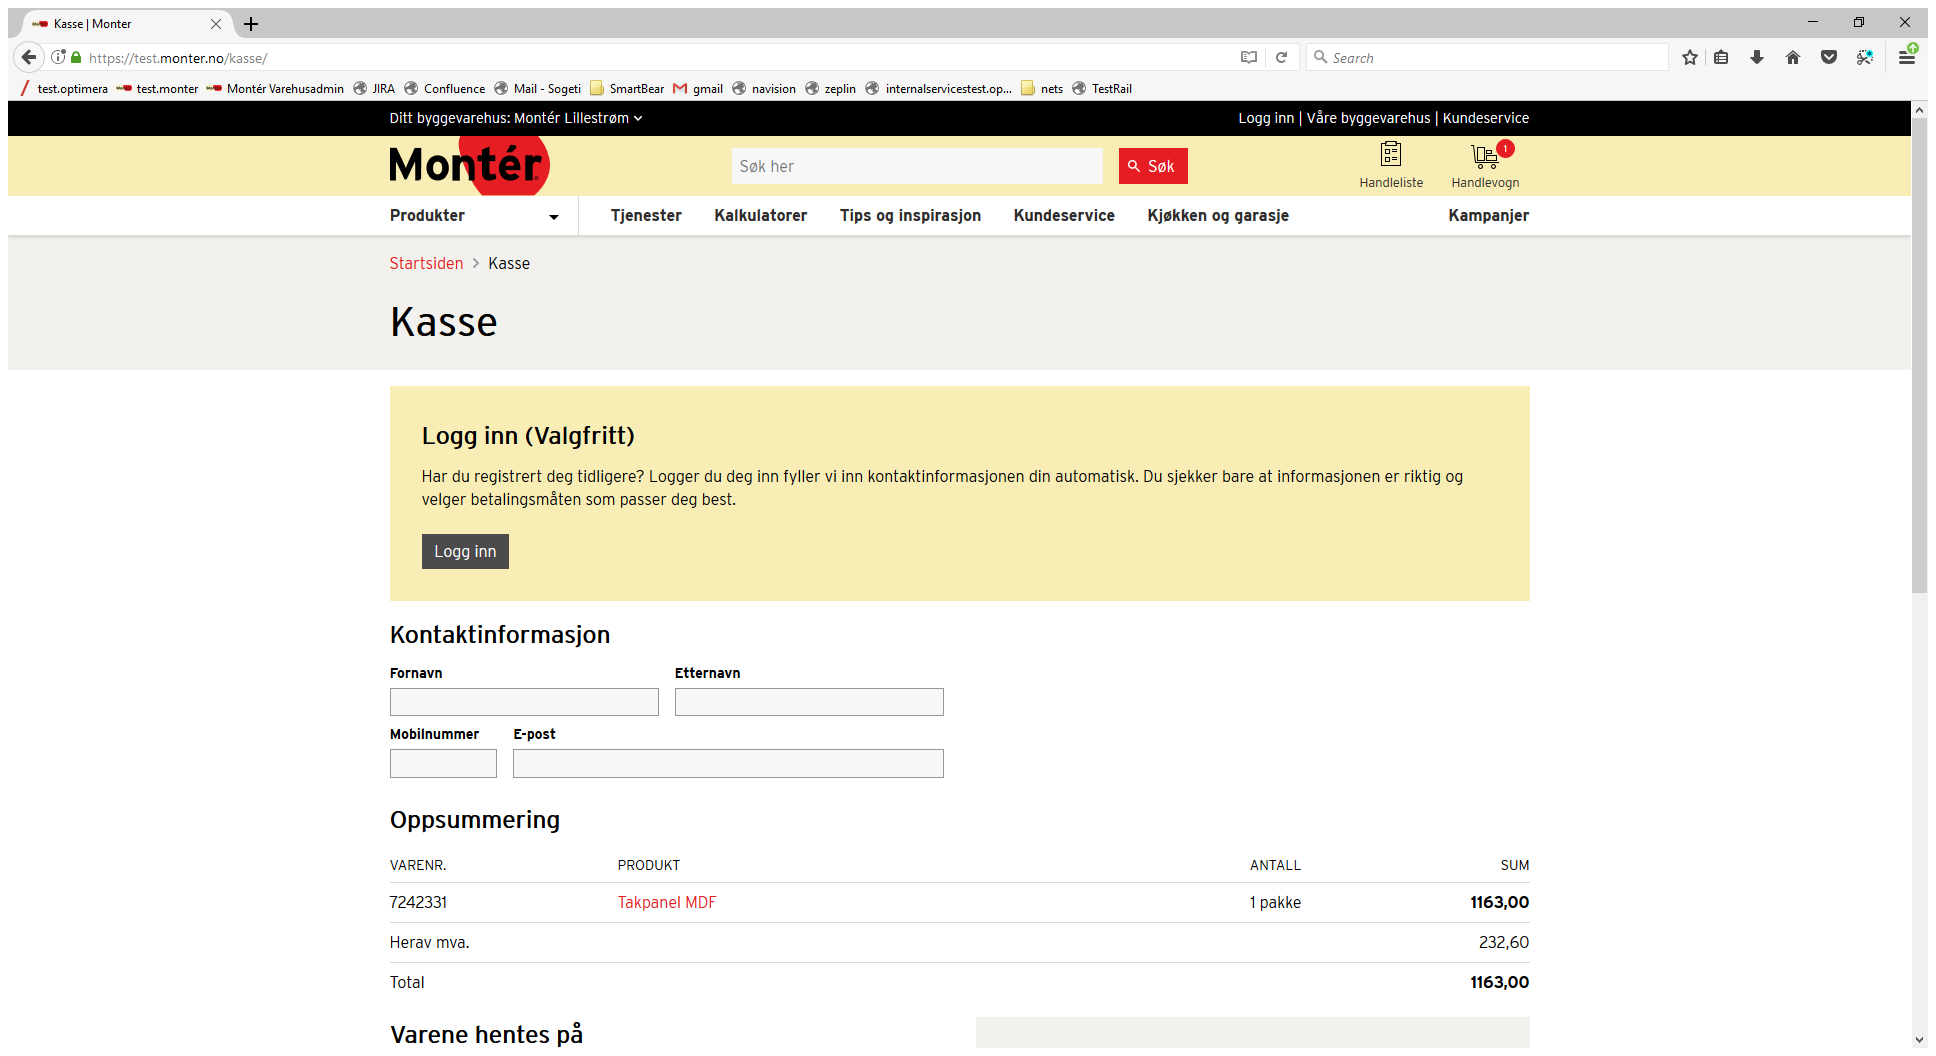 Kasse | Monter
https://test.monter.no/kasse/
Search
test.optimera test.monter Montér Varehusadmin JIRA Confluence Mail - Sogeti SmartBear gmail navision zeplin internalservicestest.op... nets TestRail
Ditt byggevarehus: Montér Lillestrøm Logg inn | Våre byggevarehus | Kundeservice
Montér
Søk her
Søk
1
Handleliste Handlevogn
Produkter Tjenester Kalkulatorer Tips og inspirasjon Kundeservice Kjøkken og garasje Kampanjer
Startsiden > Kasse
Kasse
Logg inn (Valgfritt)
Har du registrert deg tidligere? Logger du deg inn fyller vi inn kontaktinformasjonen din automatisk. Du sjekker bare at informasjonen er riktig og
velger betalingsmåten som passer deg best.
Logg inn
Kontaktinformasjon
Fornavn Etternavn
Mobilnummer E-post
Oppsummering
VARENR. PRODUKT ANTALL SUM
7242331 Takpanel MDF 1 pakke 1163,00
Herav mva. 232,60
Total 1163,00
Varene hentes på